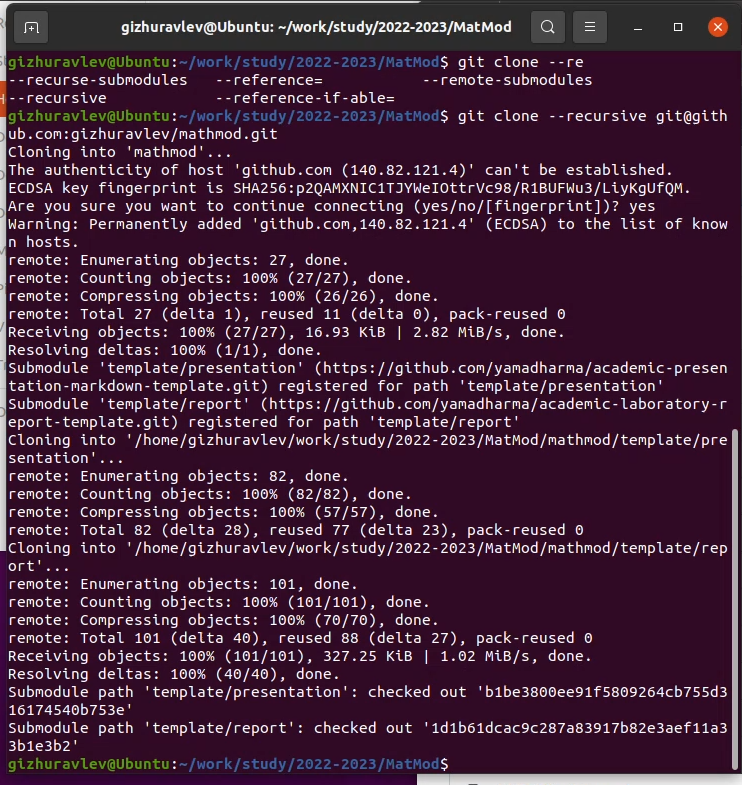 gizhuravlev@Ubuntu: ~/work/study/2022-2023/MatMod
gizhuravlev@Ubuntu:~/work/study/2022-2023/MatMod$ git clone --re
--recurse-submodules   --reference=           --remote-submodules
--recursive            --reference-if-able=
gizhuravlev@Ubuntu:~/work/study/2022-2023/MatMod$ git clone --recursive git@gith
ub.com:gizhuravlev/mathmod.git
Cloning into 'mathmod'...
The authenticity of host 'github.com (140.82.121.4)' can't be established.
ECDSA key fingerprint is SHA256:p2QAMXNIC1TJYWeIOttrVc98/R1BUFWu3/LiyKgUfQM.
Are you sure you want to continue connecting (yes/no/[fingerprint])? yes
Warning: Permanently added 'github.com,140.82.121.4' (ECDSA) to the list of know
n hosts.
remote: Enumerating objects: 27, done.
remote: Counting objects: 100% (27/27), done.
remote: Compressing objects: 100% (26/26), done.
remote: Total 27 (delta 1), reused 11 (delta 0), pack-reused 0
Receiving objects: 100% (27/27), 16.93 KiB | 2.82 MiB/s, done.
Resolving deltas: 100% (1/1), done.
Submodule 'template/presentation' (https://github.com/yamadharma/academic-presen
tation-markdown-template.git) registered for path 'template/presentation'
Submodule 'template/report' (https://github.com/yamadharma/academic-laboratory-r
eport-template.git) registered for path 'template/report'
Cloning into '/home/gizhuravlev/work/study/2022-2023/MatMod/mathmod/template/pre
sentation'...
remote: Enumerating objects: 82, done.
remote: Counting objects: 100% (82/82), done.
remote: Compressing objects: 100% (57/57), done.
remote: Total 82 (delta 28), reused 77 (delta 23), pack-reused 0
Cloning into '/home/gizhuravlev/work/study/2022-2023/MatMod/mathmod/template/rep
ort'...
remote: Enumerating objects: 101, done.
remote: Counting objects: 100% (101/101), done.
remote: Compressing objects: 100% (70/70), done.
remote: Total 101 (delta 40), reused 88 (delta 27), pack-reused 0
Receiving objects: 100% (101/101), 327.25 KiB | 1.02 MiB/s, done.
Resolving deltas: 100% (40/40), done.
Submodule path 'template/presentation': checked out 'b1be3800ee91f5809264cb755d3
16174540b753e'
Submodule path 'template/report': checked out '1d1b61dcac9c287a83917b82e3aef11a3
3b1e3b2'
gizhuravlev@Ubuntu:~/work/study/2022-2023/MatMod$